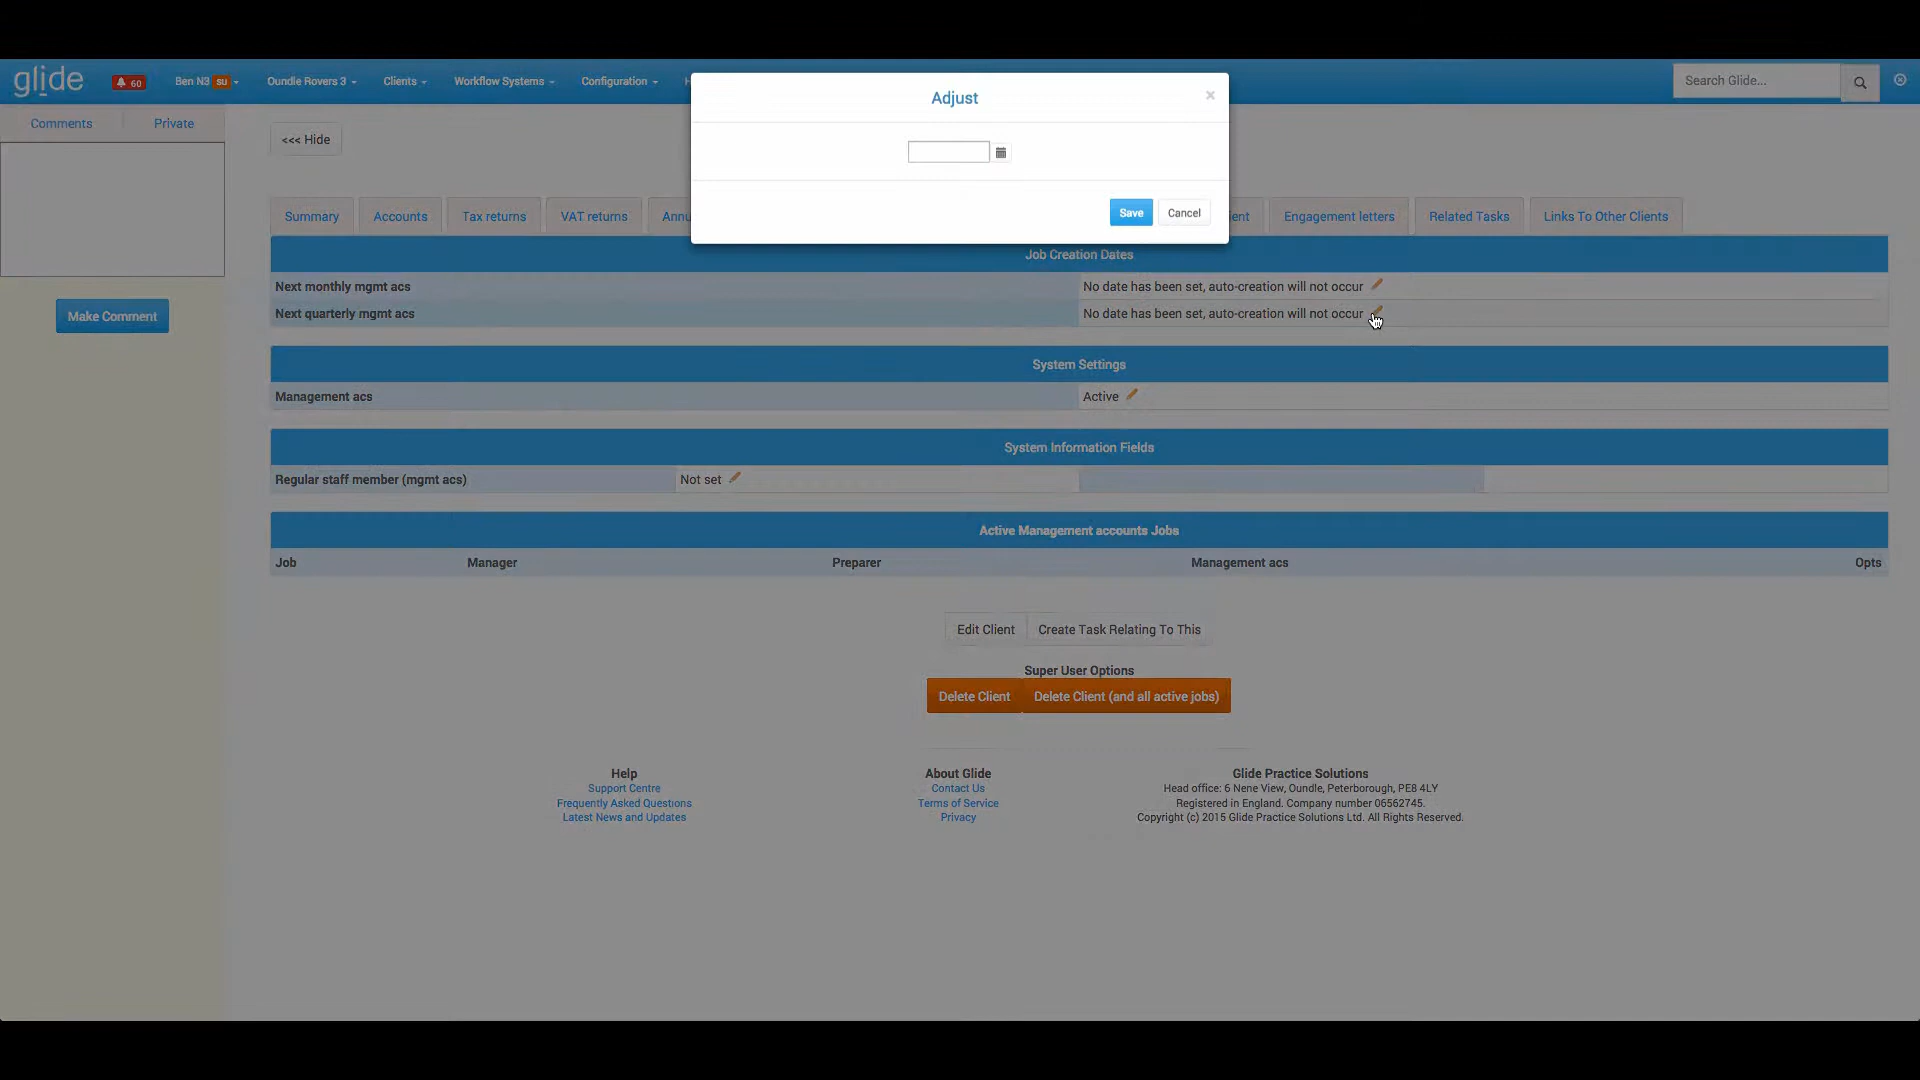 glide 60 Ben N3 su Oundle Rovers 3 Clients Workflow Systems Configuration Search Glide...
Adjust ×
Comments Private
<<< Hide
Save Cancel
Summary Accounts Tax returns VAT returns Engagement letters Related Tasks Links To Other Clients
Job Creation Dates
Next monthly mgmt acs No date has been set, auto-creation will not occur
Next quarterly mgmt acs No date has been set, auto-creation will not occur
Make Comment
System Settings
Management acs Active
System Information Fields
Regular staff member (mgmt acs) Not set
Active Management accounts Jobs
Job Manager Preparer Management acs Opts
Edit Client Create Task Relating To This
Super User Options
Delete Client Delete Client (and all active jobs)
Help About Glide Glide Practice Solutions
Support Centre Contact Us Head office: 6 Nene View, Oundle, Peterborough, PE8 4LY
Frequently Asked Questions Terms of Service Registered in England. Company number 06562745.
Latest News and Updates Privacy Copyright (c) 2015 Glide Practice Solutions Ltd. All Rights Reserved.